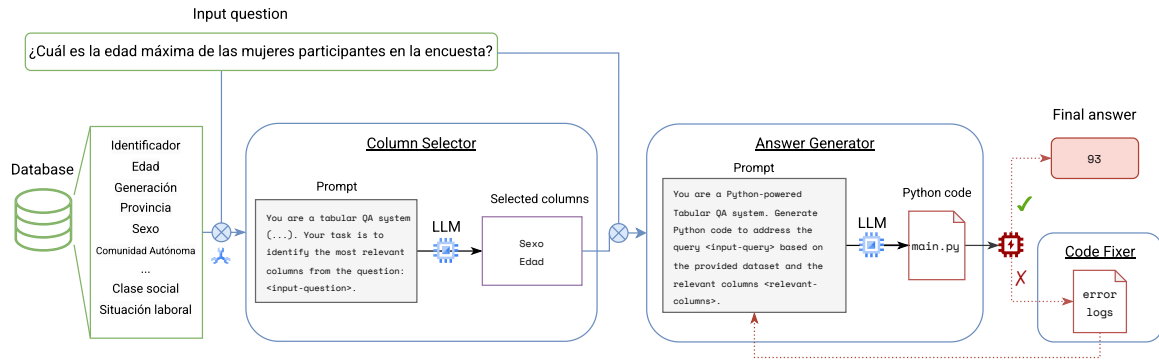 Input question
¿Cuál es la edad máxima de las mujeres participantes en la encuesta?
Database
Identificador
Edad
Generación
Provincia
Sexo
Comunidad Autónoma
...
Clase social
Situación laboral
Column Selector
Prompt
You are a tabular QA system
(...). Your task is to
identify the most relevant
columns from the question:
<input-question>.
LLM
Selected columns
Sexo
Edad
Answer Generator
Prompt
You are a Python-powered
Tabular QA system. Generate
Python code to address the
query <input-query> based on
the provided dataset and the
relevant columns <relevant-
columns>.
LLM
Python code
main.py
Final answer
93
✓
✗
Code Fixer
error
logs